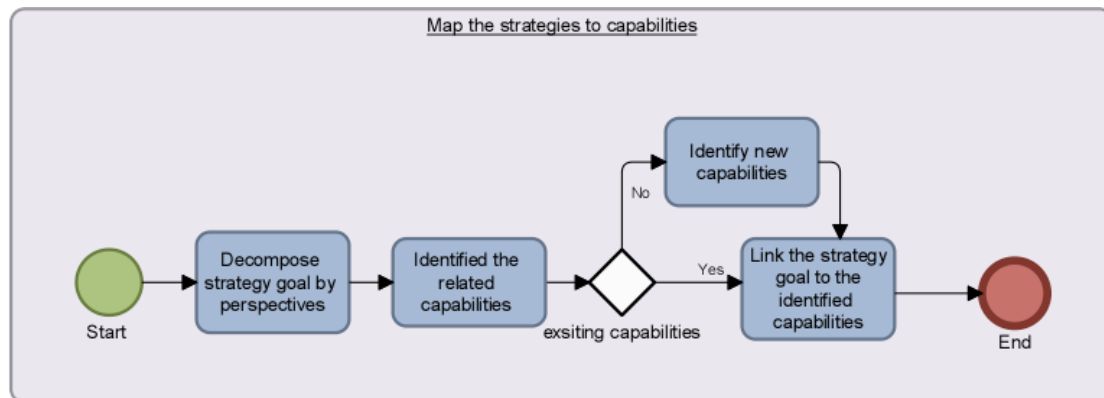 Map the strategies to capabilities
Identify new
capabilities
No
Decompose
strategy goal by
perspectives
Identified the
related
capabilities
Yes
Link the strategy
goal to the
identified
capabilities
Start
exsiting capabilities
End